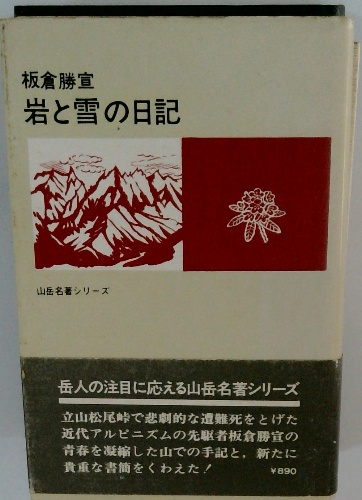 板倉勝宣
岩と雪の日記
山岳名著シリーズ
岳人の注目に応える山岳名著シリーズ
立山松尾峠で悲劇的な遭難死をとげた
近代アルピニズムの先駆者板倉勝宣の
青春を凝縮した山での手記と，新たに
貴重な書簡をくわえた！
¥890